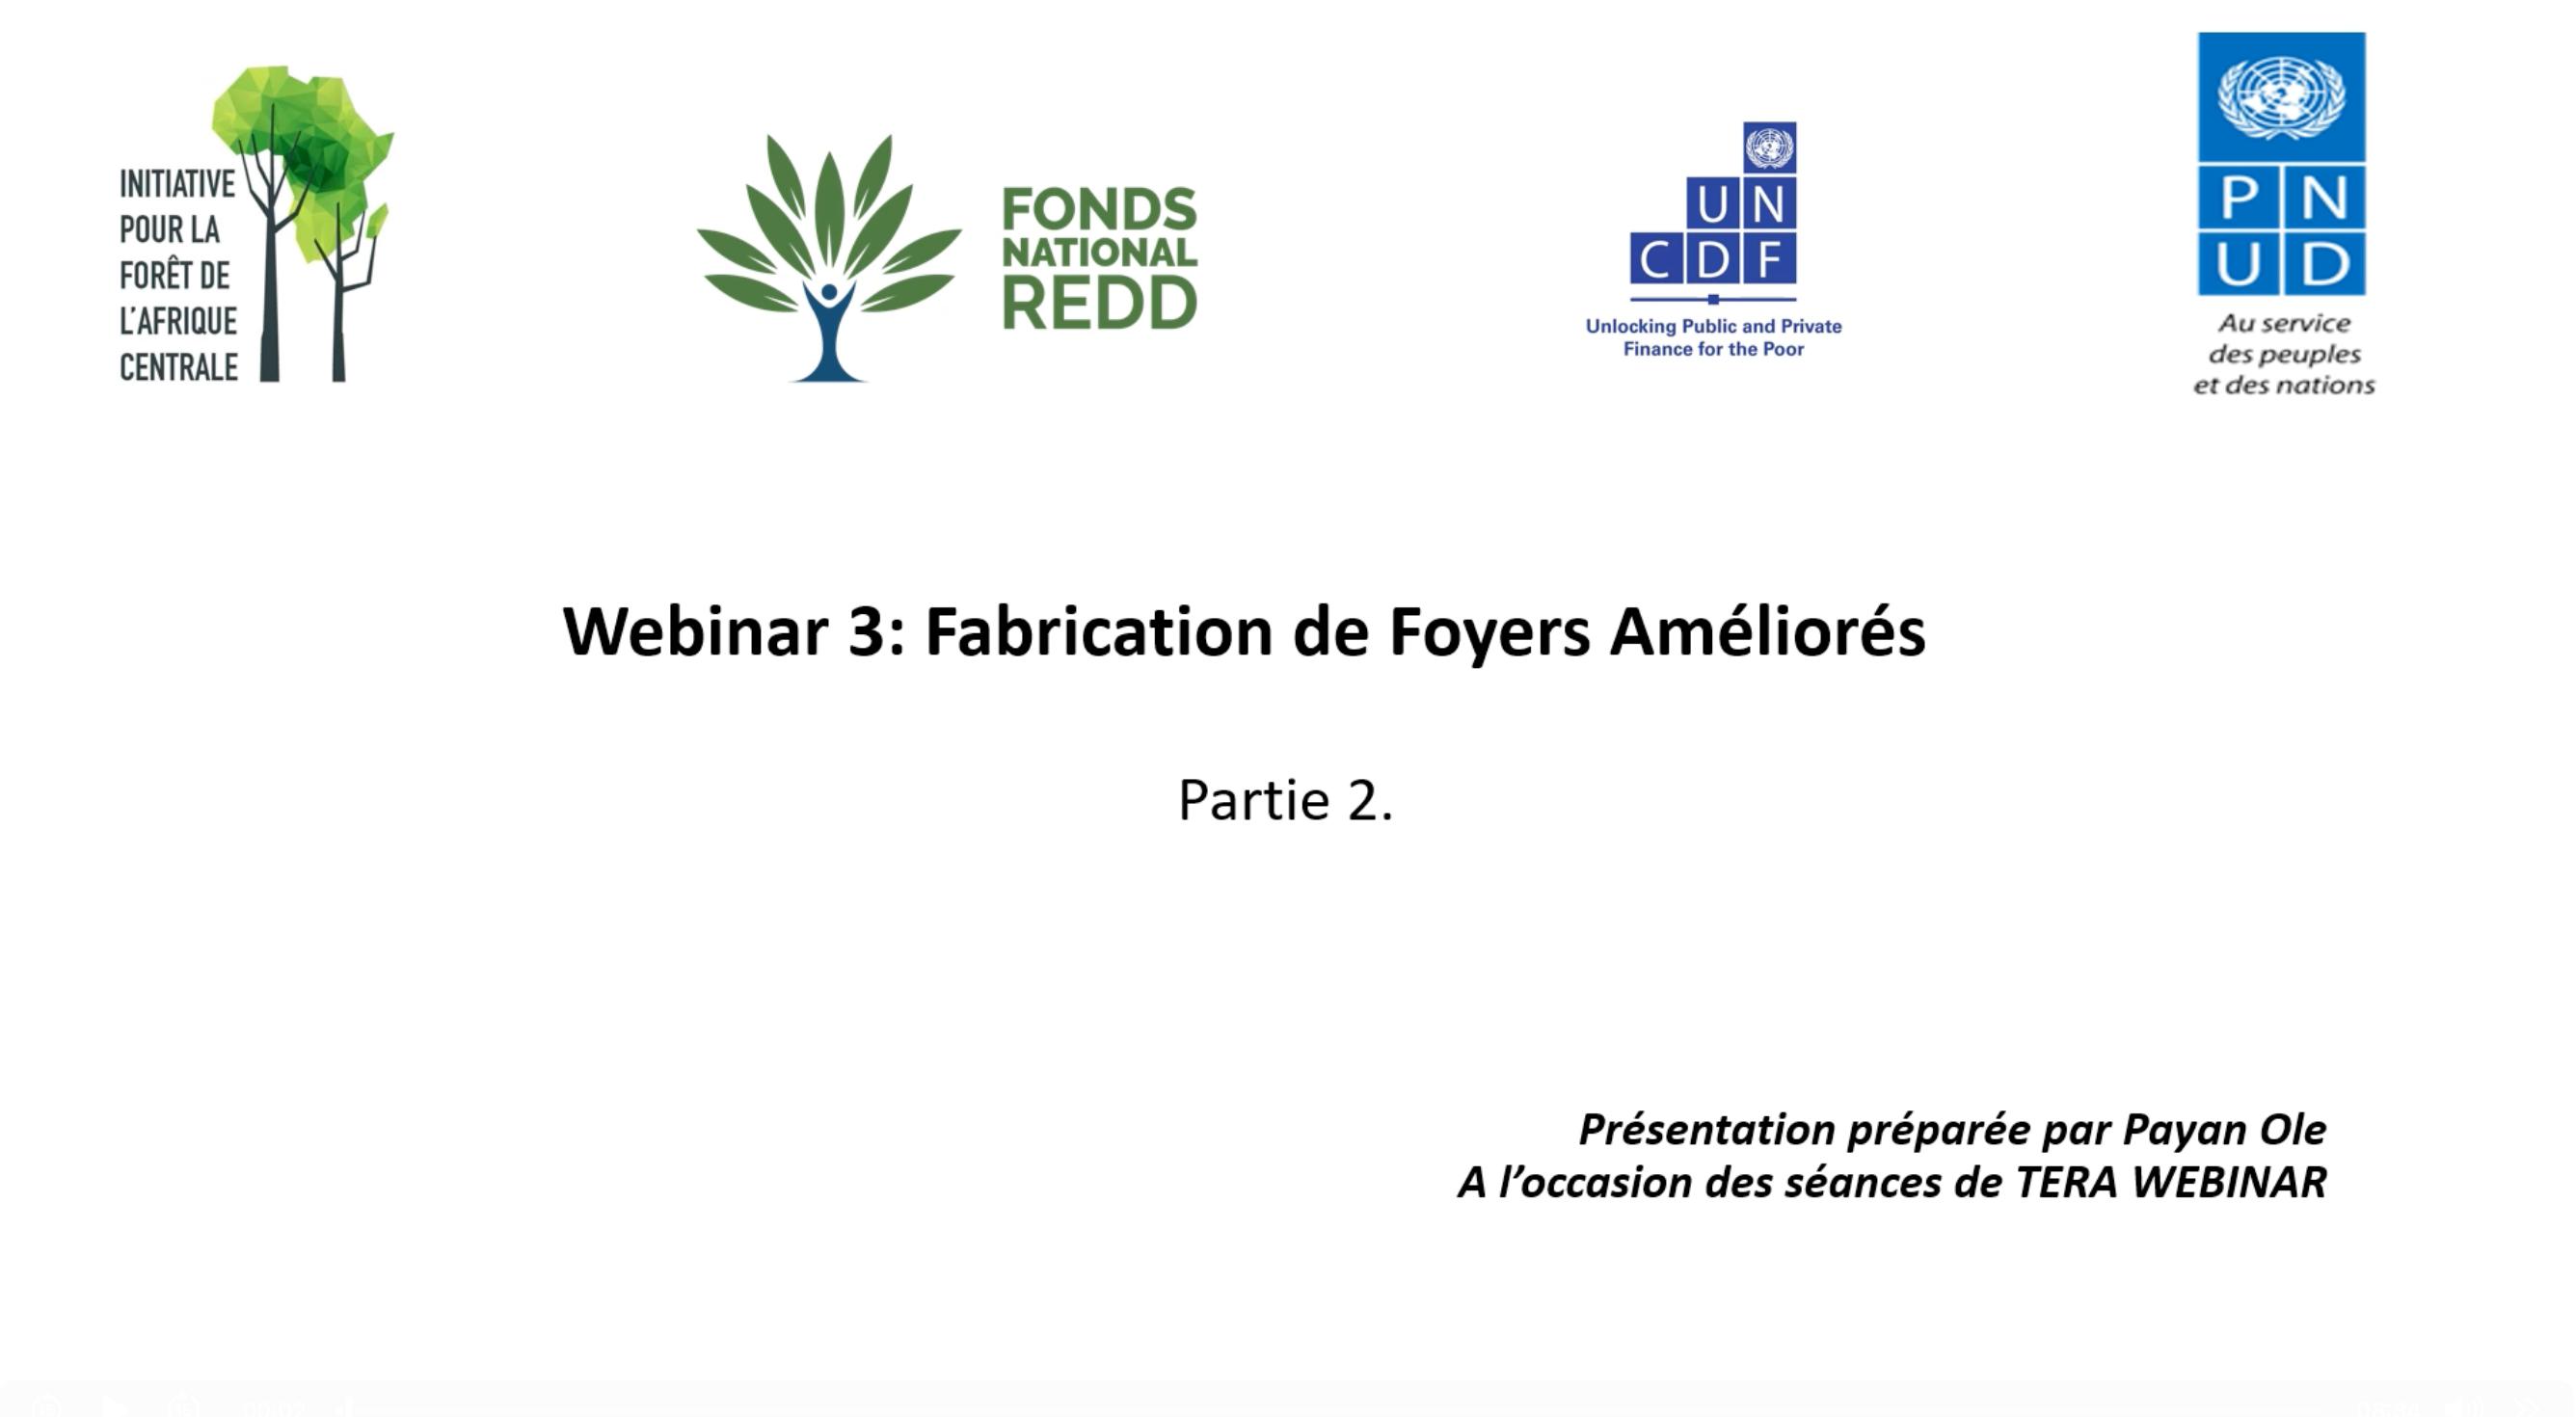 INITIATIVE
POUR LA
FORÊT DE
L'AFRIQUE
CENTRALE
FONDS
NATIONAL
REDD
UN
CDF
Unlocking Public and Private
Finance for the Poor
PN
UD
Au service
des peuples
et des nations
Webinar 3: Fabrication de Foyers Améliorés
Partie 2.
Présentation préparée par Payan Ole
A l’occasion des séances de TERA WEBINAR